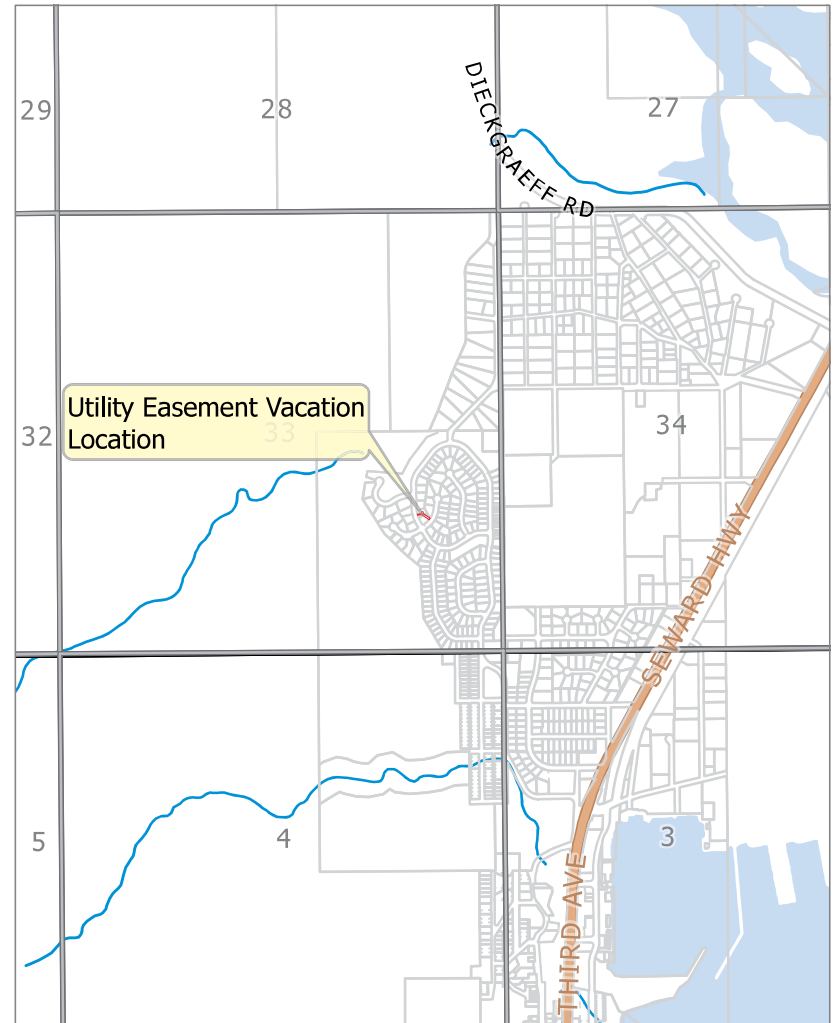 DIECKGRAEFF RD
29
28
27
Utility Easement Vacation
Location
32
33
34
SEWARD HWY
5
4
3
THIRD AVE